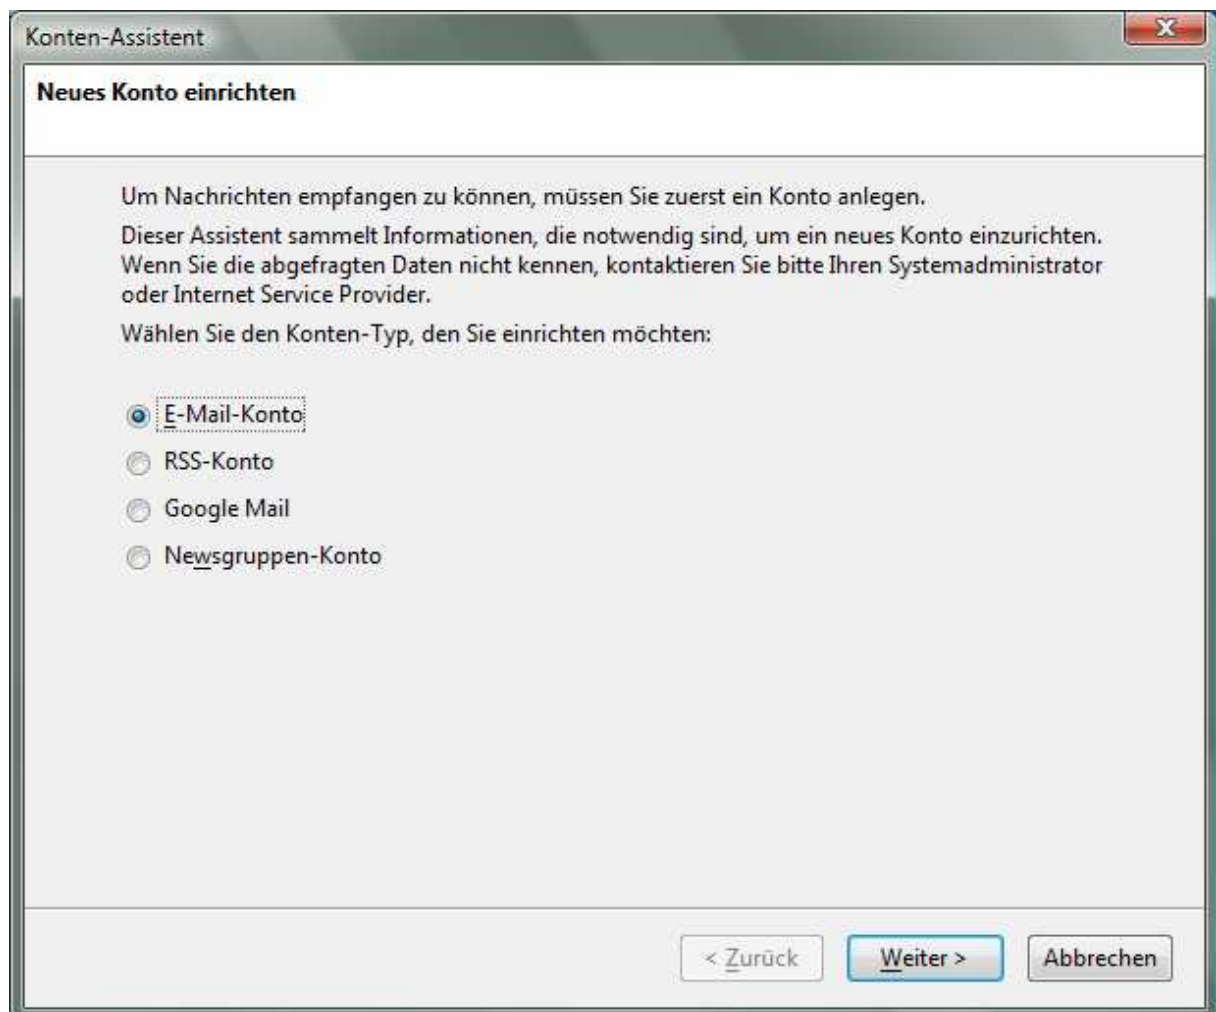 Konten-Assistent
Neues Konto einrichten
Um Nachrichten empfangen zu können, müssen Sie zuerst ein Konto anlegen.
Dieser Assistent sammelt Informationen, die notwendig sind, um ein neues Konto einzurichten.
Wenn Sie die abgefragten Daten nicht kennen, kontaktieren Sie bitte Ihren Systemadministrator
oder Internet Service Provider.
Wählen Sie den Konten-Typ, den Sie einrichten möchten:
E-Mail-Konto
RSS-Konto
Google Mail
Newsgruppen-Konto
< Zurück
Weiter >
Abbrechen